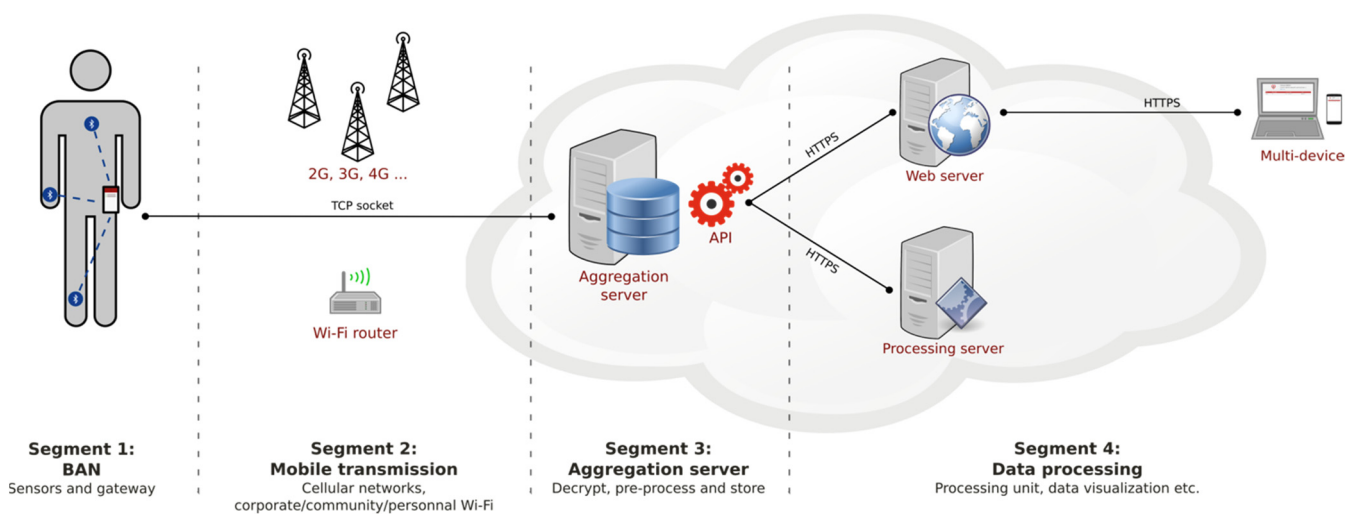 2G, 3G, 4G ...
TCP socket
Wi-Fi router
Aggregation
server
API
HTTPS
HTTPS
Web server
Processing server
HTTPS
Multi-device
Segment 1:
BAN
Sensors and gateway
Segment 2:
Mobile transmission
Cellular networks,
corporate/community/personnal Wi-Fi
Segment 3:
Aggregation server
Decrypt, pre-process and store
Segment 4:
Data processing
Processing unit, data visualization etc.